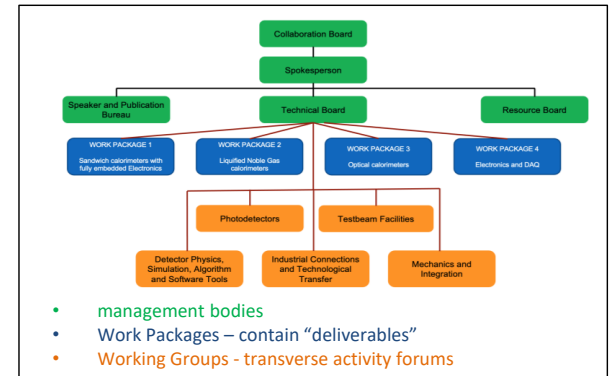 Collaboration Board
Spokesperson
Speaker and Publication
Bureau
Technical Board
Resource Board
WORK PACKAGE 1
Sandwich calorimeters with
fully embedded Electronics
WORK PACKAGE 2
Liquified Noble Gas
calorimeters
WORK PACKAGE 3
Optical calorimeters
WORK PACKAGE 4
Electronics and DAQ
Photodetectors
Testbeam Facilities
Detector Physics,
Simulation, Algorithm
and Software Tools
Industrial Connections
and Technological
Transfer
Mechanics and
Integration
• management bodies
• Work Packages – contain “deliverables”
• Working Groups - transverse activity forums